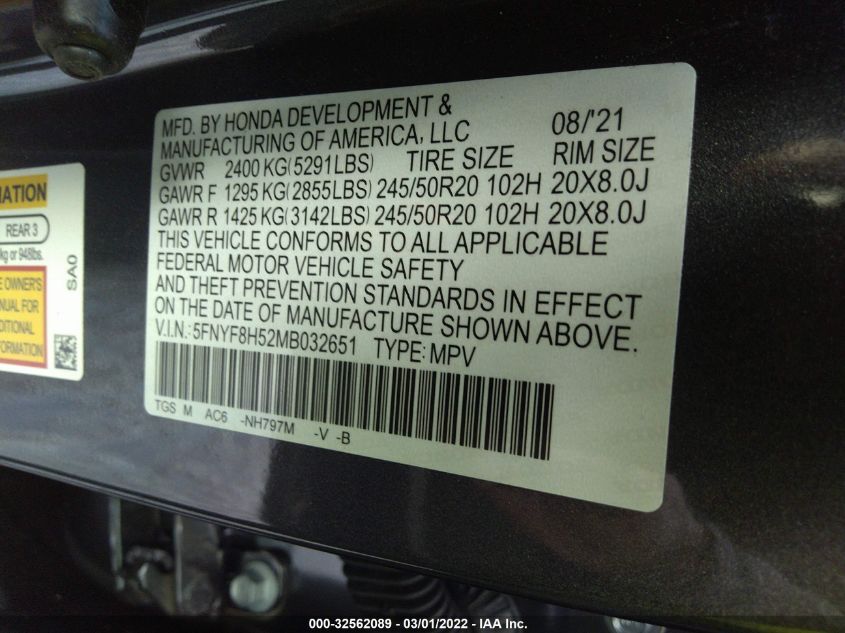 MFD. BY HONDA DEVELOPMENT &
MANUFACTURING OF AMERICA, LLC 08/'21
GVWR 2400 KG(5291LBS) TIRE SIZE RIM SIZE
GAWR F 1295 KG(2855LBS) 245/50R20 102H 20X8.0J
GAWR R 1425 KG(3142LBS) 245/50R20 102H 20X8.0J
THIS VEHICLE CONFORMS TO ALL APPLICABLE
FEDERAL MOTOR VEHICLE SAFETY
AND THEFT PREVENTION STANDARDS IN EFFECT
ON THE DATE OF MANUFACTURE SHOWN ABOVE.
V.I.N.: 5FNYF8H52MB032651 TYPE: MPV
TGS M AC6 -NH797M -V -B
MATION
REAR 3
kg or 948lbs.
E OWNER'S
NUAL FOR
DITIONAL
FORMATION
SA0
000-32562089 - 03/01/2022 - IAA Inc.